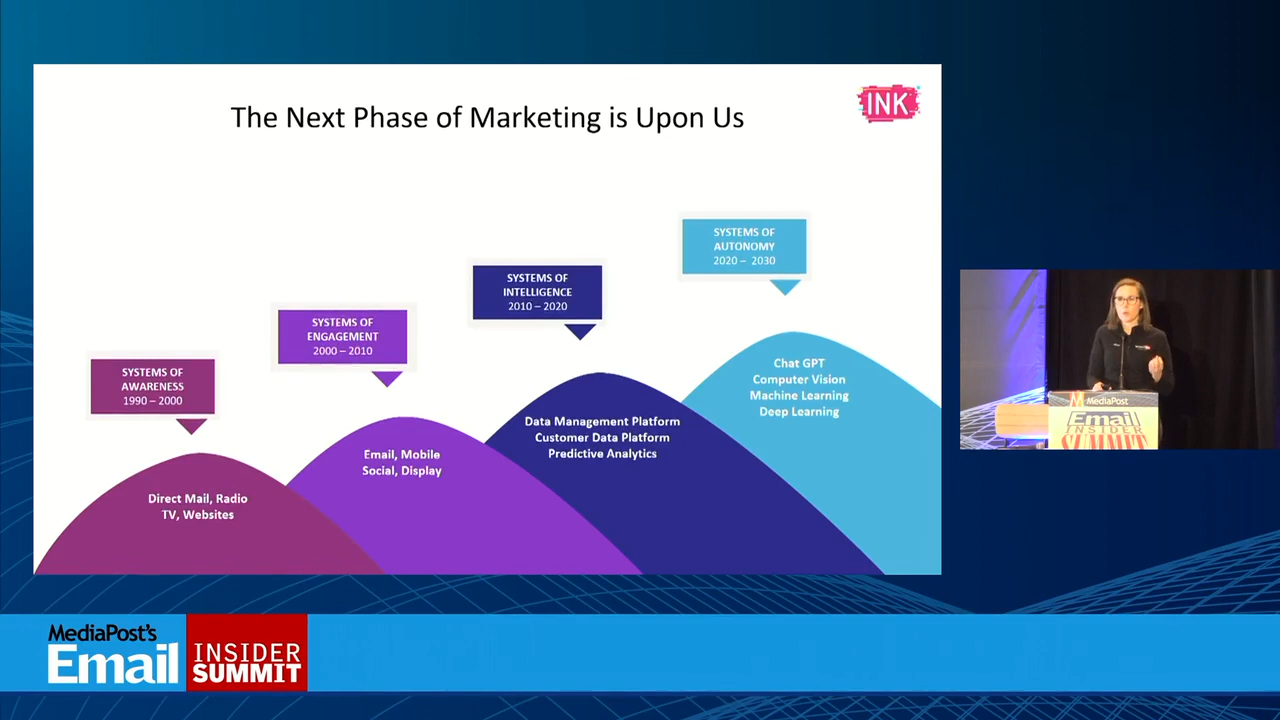 The Next Phase of Marketing is Upon Us
INK
SYSTEMS OF
AUTONOMY
2020 – 2030
SYSTEMS OF
INTELLIGENCE
2010 – 2020
SYSTEMS OF
ENGAGEMENT
2000 – 2010
SYSTEMS OF
AWARENESS
1990 – 2000
Chat GPT
Computer Vision
Machine Learning
Deep Learning
Data Management Platform
Customer Data Platform
Predictive Analytics
Email, Mobile
Social, Display
Direct Mail, Radio
TV, Websites
MediaPost
Email
INSIDER
SUMMIT
MediaPost's
Email
INSIDER
SUMMIT